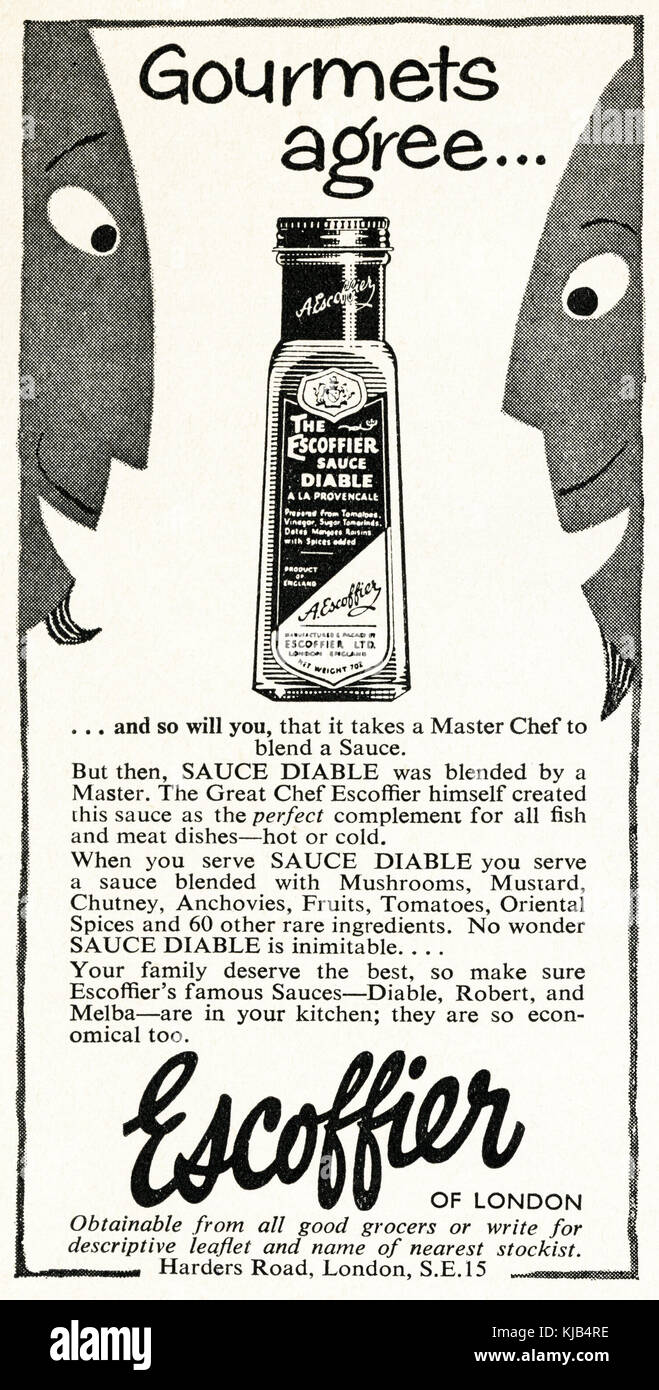 Gourmets
agree...
A. Escoffier
THE
ESCOFFIER
SAUCE
DIABLE
A LA PROVENCALE
Prepared from Tomatoes,
Vinegar, Sugar Tamarinds,
Dates Mangoes Raisins
with Spices added
PRODUCT
OF
ENGLAND
A. Escoffier
MANUFACTURED & PACKED BY
ESCOFFIER LTD.
LONDON ENGLAND
NET WEIGHT 7OZ
... and so will you, that it takes a Master Chef to
blend a Sauce.
But then, SAUCE DIABLE was blended by a
Master. The Great Chef Escoffier himself created
this sauce as the perfect complement for all fish
and meat dishes—hot or cold.
When you serve SAUCE DIABLE you serve
a sauce blended with Mushrooms, Mustard,
Chutney, Anchovies, Fruits, Tomatoes, Oriental
Spices and 60 other rare ingredients. No wonder
SAUCE DIABLE is inimitable....
Your family deserve the best, so make sure
Escoffier's famous Sauces—Diable, Robert, and
Melba—are in your kitchen; they are so econ-
omical too.
Escoffier
OF LONDON
Obtainable from all good grocers or write for
descriptive leaflet and name of nearest stockist.
Harders Road, London, S.E.15
alamy
Image ID: KJB4RE
www.alamy.com